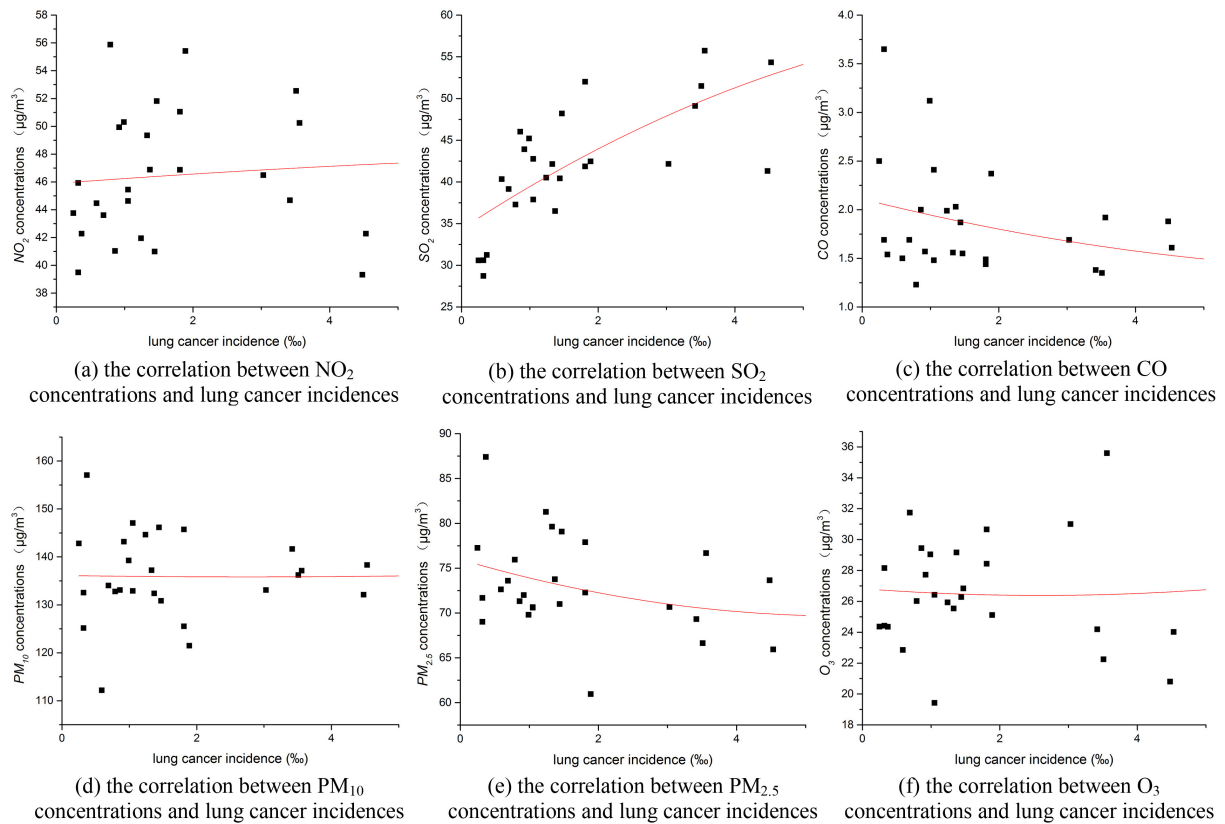 58
56
54
52
50
48
46
44
42
40
38
NO₂ concentrations (μg/m³)
0 2 4
lung cancer incidence (‰)
(a) the correlation between NO₂
concentrations and lung cancer incidences
60
55
50
45
40
35
30
25
SO₂ concentrations (μg/m³)
0 2 4
lung cancer incidence (‰)
(b) the correlation between SO₂
concentrations and lung cancer incidences
4.0
3.5
3.0
2.5
2.0
1.5
1.0
CO concentrations (μg/m³)
0 2 4
lung cancer incidence (‰)
(c) the correlation between CO
concentrations and lung cancer incidences
160
150
140
130
120
110
PM₁₀ concentrations (μg/m³)
0 2 4
lung cancer incidence (‰)
(d) the correlation between PM₁₀
concentrations and lung cancer incidences
90
85
80
75
70
65
60
PM₂.₅ concentrations (μg/m³)
0 2 4
lung cancer incidence (‰)
(e) the correlation between PM₂.₅
concentrations and lung cancer incidences
36
34
32
30
28
26
24
22
20
18
O₃ concentrations (μg/m³)
0 2 4
lung cancer incidence (‰)
(f) the correlation between O₃
concentrations and lung cancer incidences